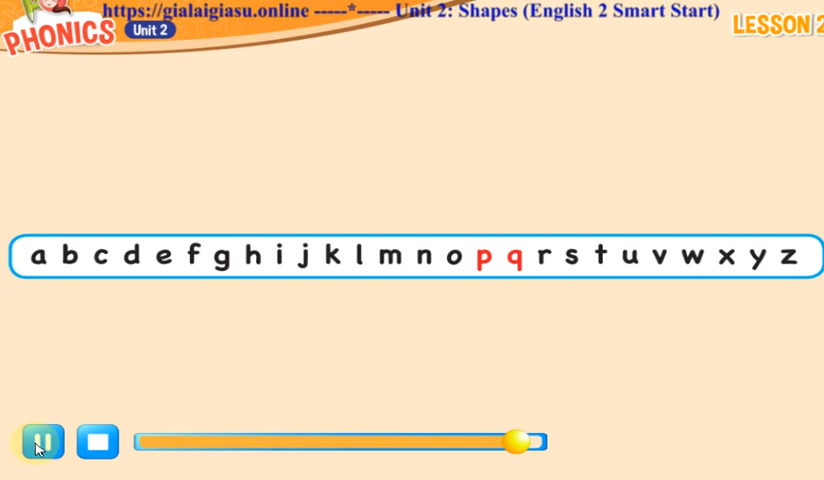 https://gialaigiasu.online -----*----- Unit 2: Shapes (English 2 Smart Start)
PHONICS Unit 2 LESSON 2
a b c d e f g h i j k l m n o p q r s t u v w x y z